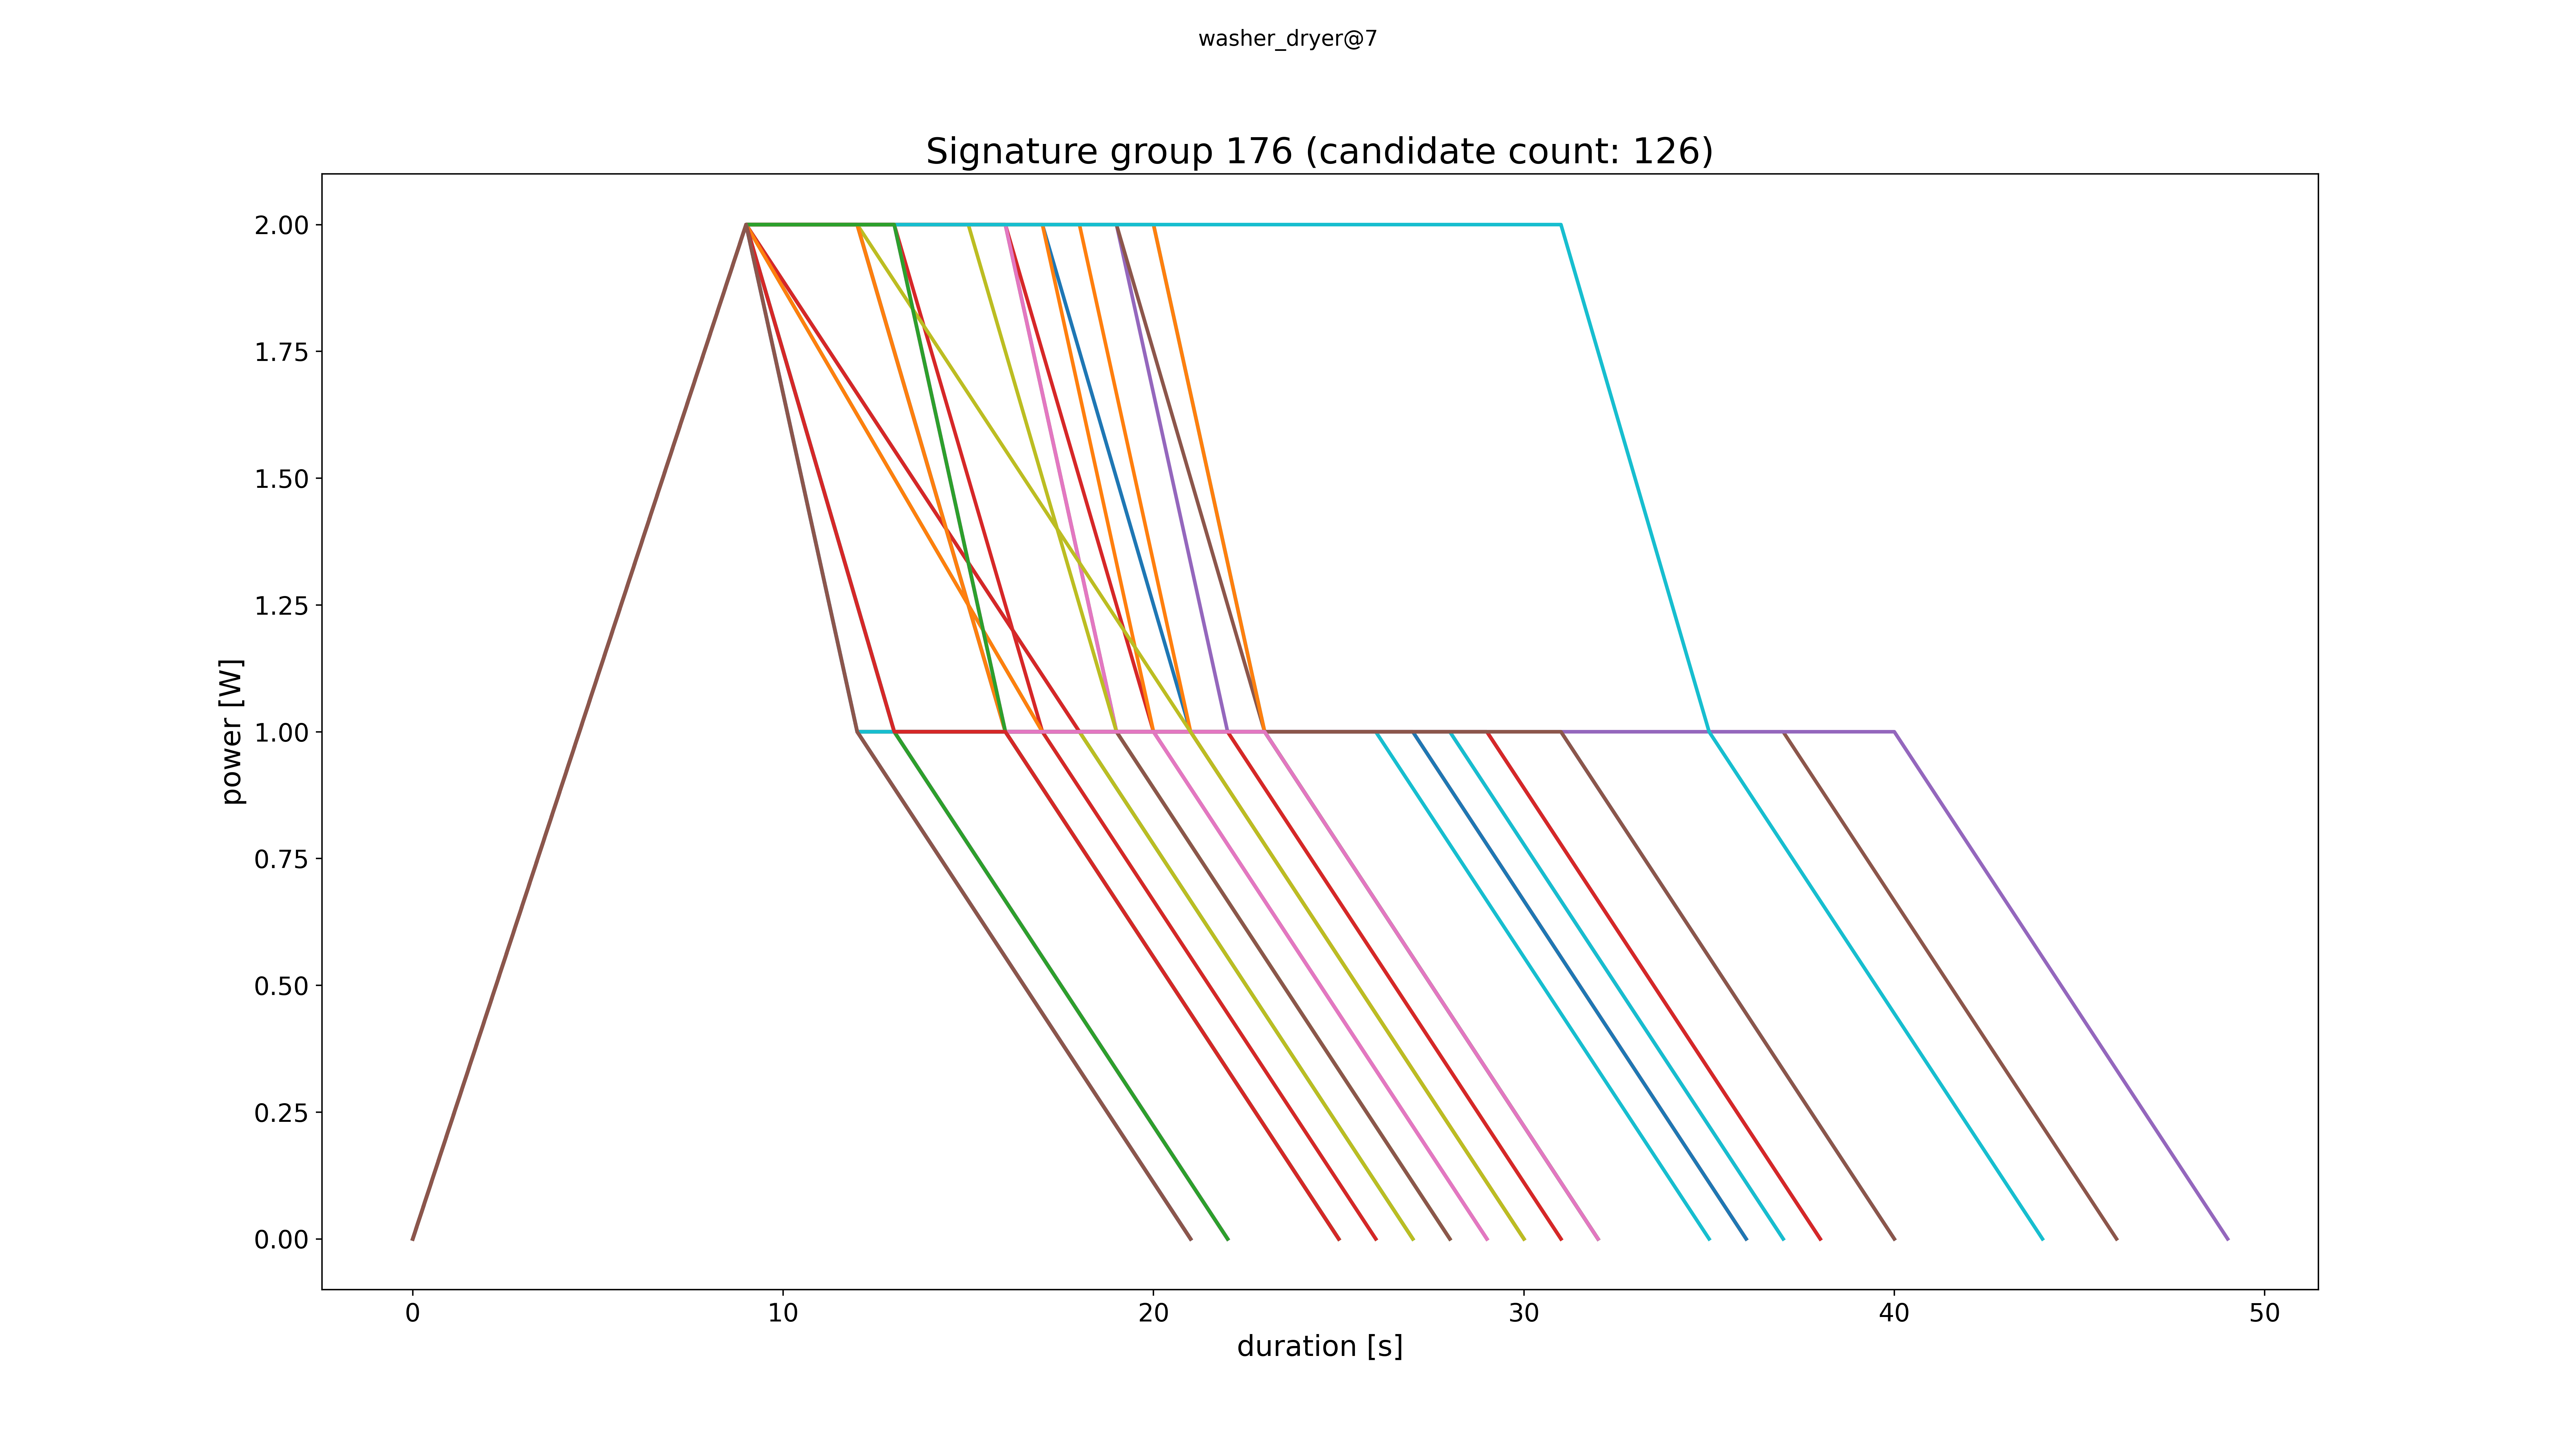 washer_dryer@7
Signature group 176 (candidate count: 126)
power [W]
2.00
1.75
1.50
1.25
1.00
0.75
0.50
0.25
0.00
0 10 20 30 40 50
duration [s]